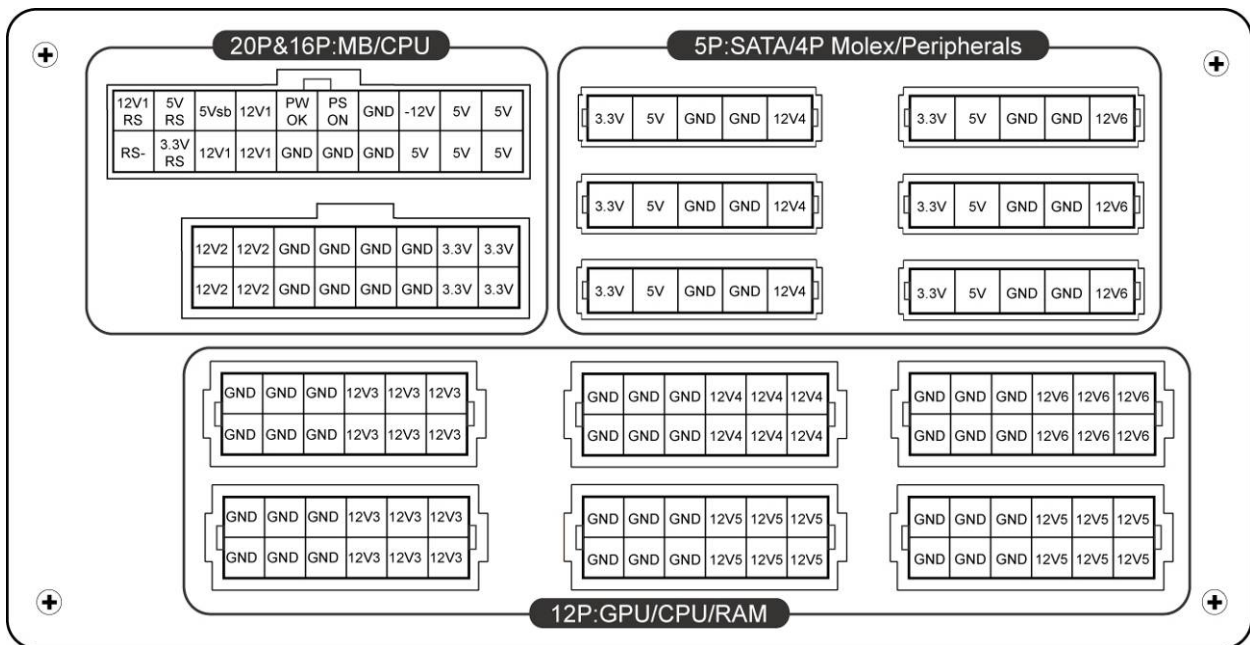 20P&16P:MB/CPU
12V1 RS 5V RS 5Vsb 12V1 PW OK PS ON GND -12V 5V 5V
RS- 3.3V RS 12V1 12V1 GND GND GND 5V 5V 5V
12V2 12V2 GND GND GND GND 3.3V 3.3V
12V2 12V2 GND GND GND GND 3.3V 3.3V
5P:SATA/4P Molex/Peripherals
3.3V 5V GND GND 12V4
3.3V 5V GND GND 12V6
3.3V 5V GND GND 12V4
3.3V 5V GND GND 12V6
3.3V 5V GND GND 12V4
3.3V 5V GND GND 12V6
GND GND GND 12V3 12V3 12V3
GND GND GND 12V3 12V3 12V3
GND GND GND 12V4 12V4 12V4
GND GND GND 12V4 12V4 12V4
GND GND GND 12V6 12V6 12V6
GND GND GND 12V6 12V6 12V6
GND GND GND 12V3 12V3 12V3
GND GND GND 12V3 12V3 12V3
GND GND GND 12V5 12V5 12V5
GND GND GND 12V5 12V5 12V5
GND GND GND 12V5 12V5 12V5
GND GND GND 12V5 12V5 12V5
12P:GPU/CPU/RAM